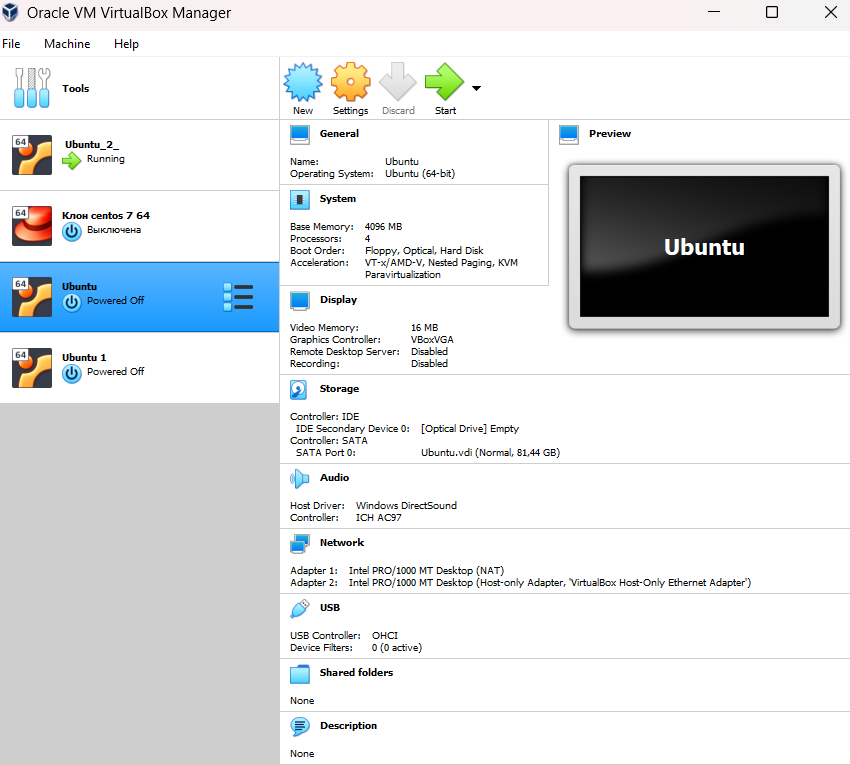 Oracle VM VirtualBox Manager
File Machine Help
Tools
New Settings Discard Start
64 Ubuntu_2_
Running
64 Клон centos 7 64
Выключена
64 Ubuntu
Powered Off
64 Ubuntu 1
Powered Off
General
Name: Ubuntu
Operating System: Ubuntu (64-bit)
Preview
Ubuntu
System
Base Memory: 4096 MB
Processors: 4
Boot Order: Floppy, Optical, Hard Disk
Acceleration: VT-x/AMD-V, Nested Paging, KVM
Paravirtualization
Display
Video Memory: 16 MB
Graphics Controller: VBoxVGA
Remote Desktop Server: Disabled
Recording: Disabled
Storage
Controller: IDE
IDE Secondary Device 0: [Optical Drive] Empty
Controller: SATA
SATA Port 0: Ubuntu.vdi (Normal, 81,44 GB)
Audio
Host Driver: Windows DirectSound
Controller: ICH AC97
Network
Adapter 1: Intel PRO/1000 MT Desktop (NAT)
Adapter 2: Intel PRO/1000 MT Desktop (Host-only Adapter, 'VirtualBox Host-Only Ethernet Adapter')
USB
USB Controller: OHCI
Device Filters: 0 (0 active)
Shared folders
None
Description
None